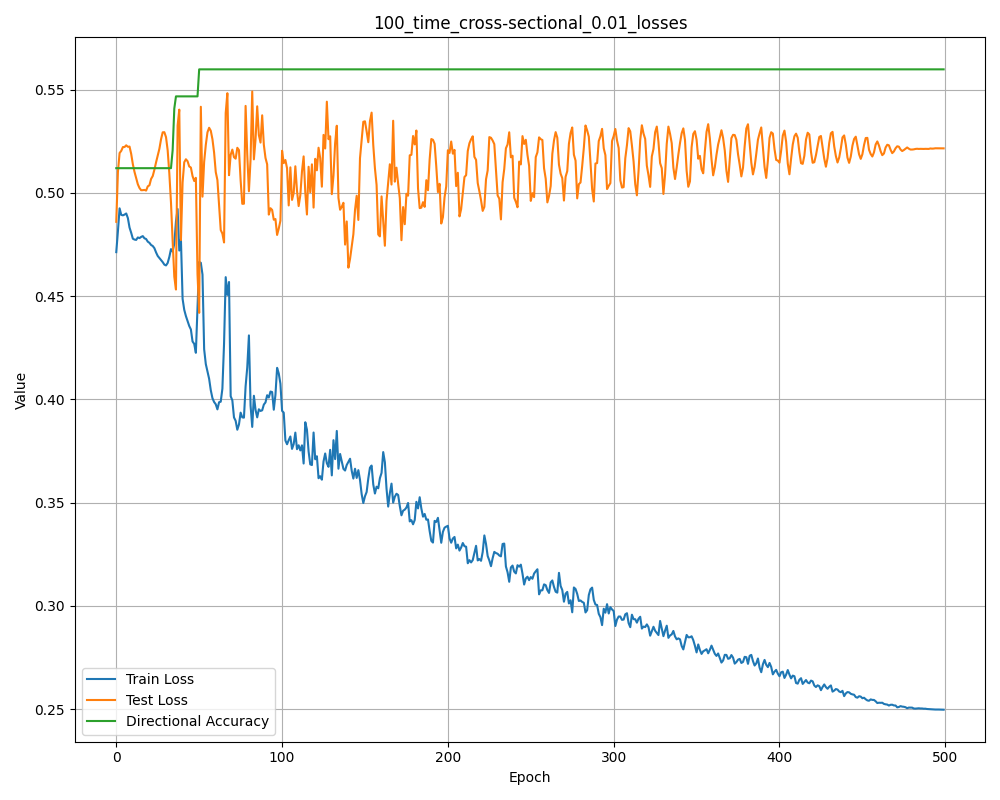 100_time_cross-sectional_0.01_losses
0.55
0.50
0.45
0.40
0.35
0.30
0.25
Value
Train Loss
Test Loss
Directional Accuracy
0 100 200 300 400 500
Epoch